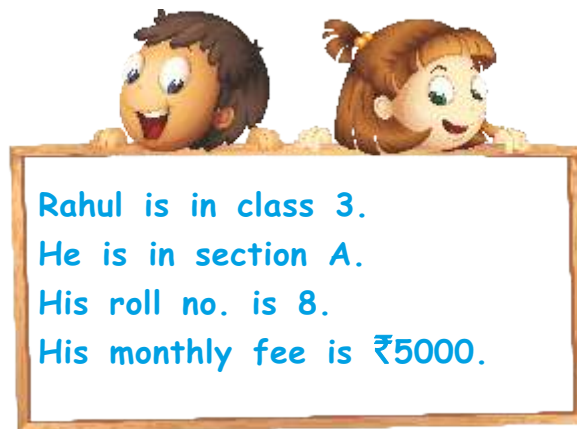 Rahul is in class 3.
He is in section A.
His roll no. is 8.
His monthly fee is ₹5000.